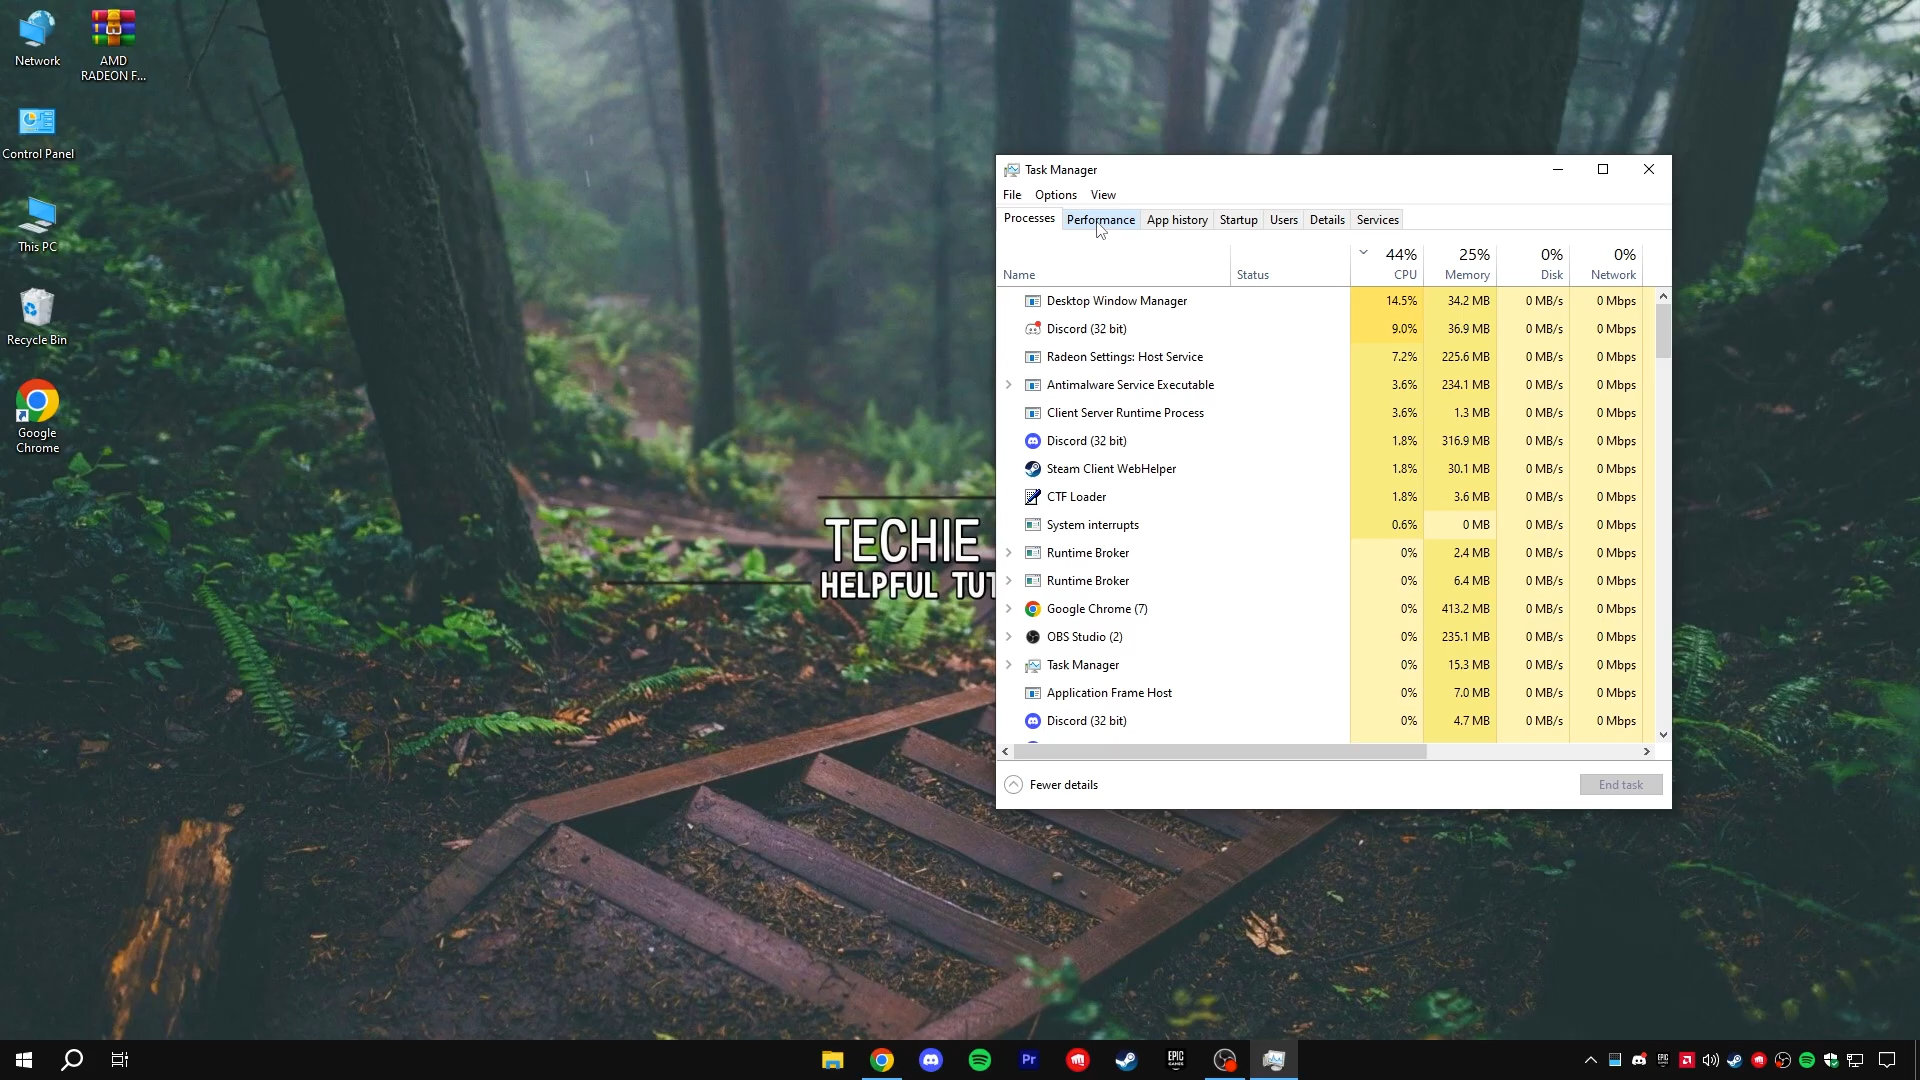 Network
AMD
RADEON F...
Control Panel
This PC
Recycle Bin
Google
Chrome
TECHIE
HELPFUL TUT
Task Manager
File Options View
Processes Performance App history Startup Users Details Services
44% 25% 0% 0%
Name Status CPU Memory Disk Network
Desktop Window Manager 14.5% 34.2 MB 0 MB/s 0 Mbps
Discord (32 bit) 9.0% 36.9 MB 0 MB/s 0 Mbps
Radeon Settings: Host Service 7.2% 225.6 MB 0 MB/s 0 Mbps
Antimalware Service Executable 3.6% 234.1 MB 0 MB/s 0 Mbps
Client Server Runtime Process 3.6% 1.3 MB 0 MB/s 0 Mbps
Discord (32 bit) 1.8% 316.9 MB 0 MB/s 0 Mbps
Steam Client WebHelper 1.8% 30.1 MB 0 MB/s 0 Mbps
CTF Loader 1.8% 3.6 MB 0 MB/s 0 Mbps
System interrupts 0.6% 0 MB 0 MB/s 0 Mbps
Runtime Broker 0% 2.4 MB 0 MB/s 0 Mbps
Runtime Broker 0% 6.4 MB 0 MB/s 0 Mbps
Google Chrome (7) 0% 413.2 MB 0 MB/s 0 Mbps
OBS Studio (2) 0% 235.1 MB 0 MB/s 0 Mbps
Task Manager 0% 15.3 MB 0 MB/s 0 Mbps
Application Frame Host 0% 7.0 MB 0 MB/s 0 Mbps
Discord (32 bit) 0% 4.7 MB 0 MB/s 0 Mbps
Fewer details End task
Pr
EPIC
GAMES